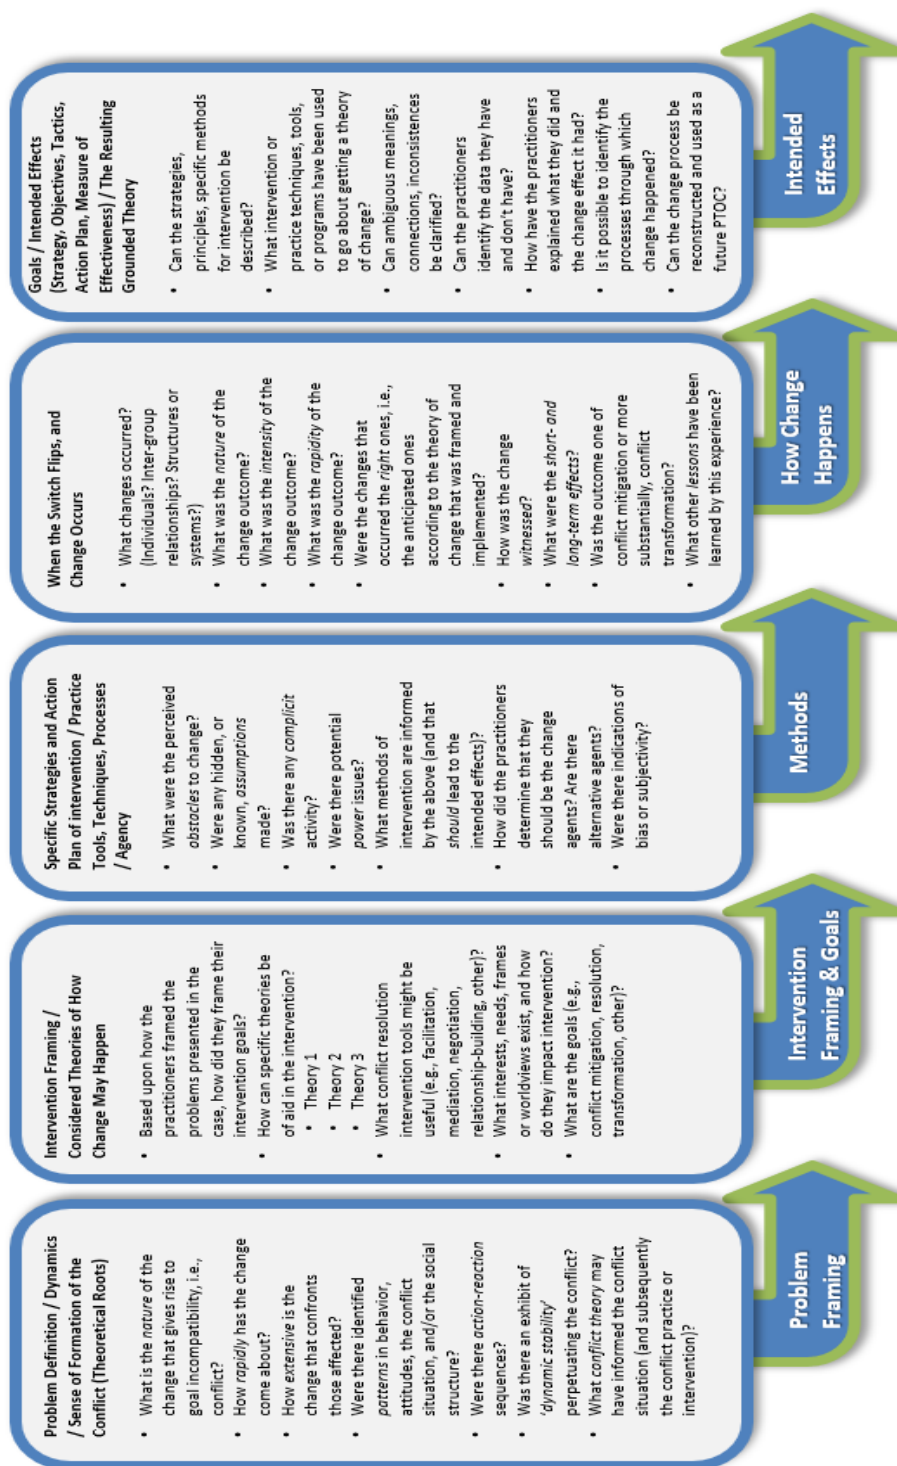 Problem Definition / Dynamics
/ Sense of Formation of the
Conflict (Theoretical Roots)
• What is the nature of the
change that gives rise to
goal incompatibility, i.e.,
conflict?
• How rapidly has the change
come about?
• How extensive is the
change that confronts
those affected?
• Were there identified
patterns in behavior,
attitudes, the conflict
situation, and/or the social
structure?
• Were there action-reaction
sequences?
• Was there an exhibit of
'dynamic stability'
perpetuating the conflict?
• What conflict theory may
have informed the conflict
situation (and subsequently
the conflict practice or
intervention)?
Problem
Framing
Intervention Framing /
Considered Theories of How
Change May Happen
• Based upon how the
practitioners framed the
problems presented in the
case, how did they frame their
intervention goals?
• How can specific theories be
of aid in the intervention?
• Theory 1
• Theory 2
• Theory 3
• What conflict resolution
intervention tools might be
useful (e.g., facilitation,
mediation, negotiation,
relationship-building, other)?
• What interests, needs, frames
or worldviews exist, and how
do they impact intervention?
• What are the goals (e.g.,
conflict mitigation, resolution,
transformation, other)?
Intervention
Framing & Goals
Specific Strategies and Action
Plan of intervention / Practice
Tools, Techniques, Processes
/ Agency
• What were the perceived
obstacles to change?
• Were any hidden, or
known, assumptions
made?
• Was there any complicit
activity?
• Were there potential
power issues?
• What methods of
intervention are informed
by the above (and that
should lead to the
intended effects)?
• How did the practitioners
determine that they
should be the change
agents? Are there
alternative agents?
• Were there indications of
bias or subjectivity?
Methods
When the Switch Flips, and
Change Occurs
• What changes occurred?
(Individuals? Inter-group
relationships? Structures or
systems?)
• What was the nature of the
change outcome?
• What was the intensity of the
change outcome?
• What was the rapidity of the
change outcome?
• Were the changes that
occurred the right ones, i.e.,
the anticipated ones
according to the theory of
change that was framed and
implemented?
• How was the change
witnessed?
• What were the short- and
long-term effects?
• Was the outcome one of
conflict mitigation or more
substantially, conflict
transformation?
• What other lessons have been
learned by this experience?
How Change
Happens
Goals / Intended Effects
(Strategy, Objectives, Tactics,
Action Plan, Measure of
Effectiveness) / The Resulting
Grounded Theory
• Can the strategies,
principles, specific methods
for intervention be
described?
• What intervention or
practice techniques, tools,
or programs have been used
to go about getting a theory
of change?
• Can ambiguous meanings,
connections, inconsistences
be clarified?
• Can the practitioners
identify the data they have
and don't have?
• How have the practitioners
explained what they did and
the change effect it had?
• Is it possible to identify the
processes through which
change happened?
• Can the change process be
reconstructed and used as a
future PTOC?
Intended
Effects